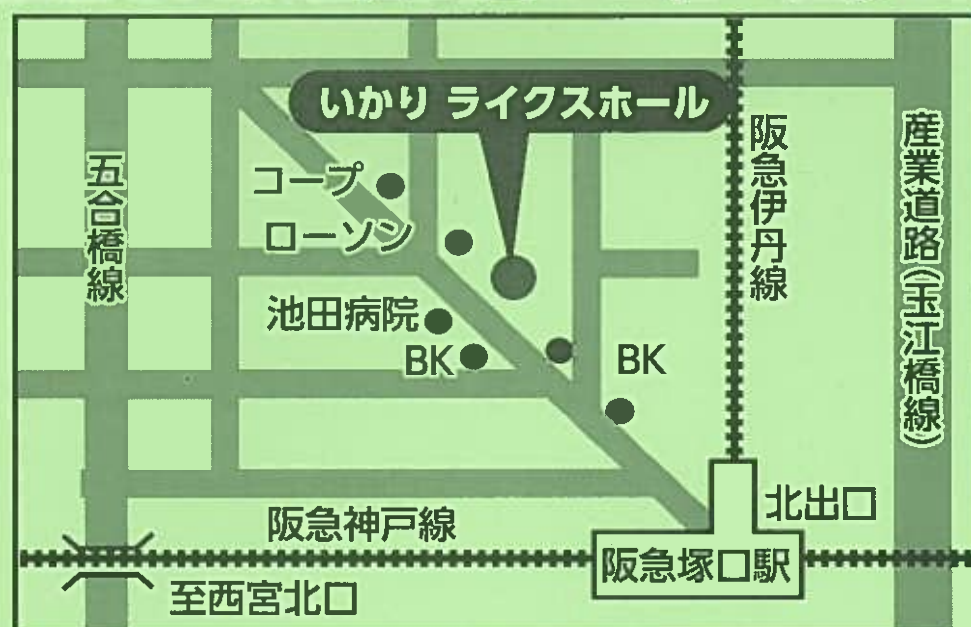 いかり ライクスホール
コープ
ローソン
池田病院
BK
BK
五合橋線
阪急伊丹線
産業道路(玉江橋線)
北出口
阪急神戸線
阪急塚口駅
至西宮北口